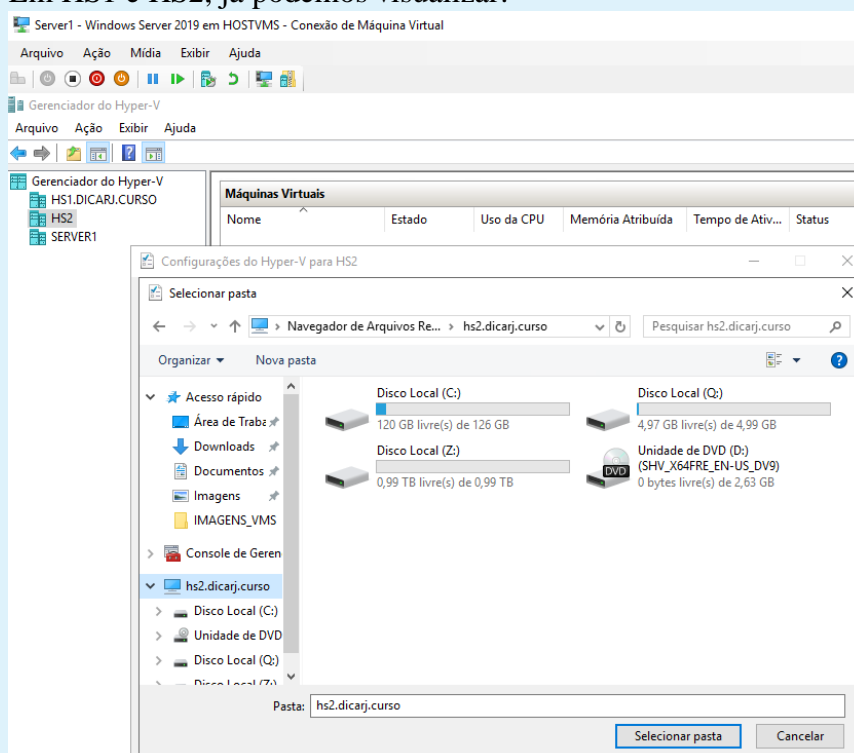 Em HS1 e HS2, já podemos visualizar:
Server1 - Windows Server 2019 em HOSTVMS - Conexão de Máquina Virtual
Arquivo Ação Mídia Exibir Ajuda
Gerenciador do Hyper-V
Arquivo Ação Exibir Ajuda
Gerenciador do Hyper-V
HS1.DICARJ.CURSO
HS2
SERVER1
Máquinas Virtuais
Nome Estado Uso da CPU Memória Atribuída Tempo de Ativ... Status
Configurações do Hyper-V para HS2
Selecionar pasta
Navegador de Arquivos Re... > hs2.dicarj.curso
Pesquisar hs2.dicarj.curso
Organizar Nova pasta
Acesso rápido
Área de Traba
Downloads
Documentos
Imagens
IMAGENS_VMS
Console de Geren
hs2.dicarj.curso
Disco Local (C:)
Unidade de DVD
Disco Local (Q:)
Disco Local (Z:)
Disco Local (C:)
120 GB livre(s) de 126 GB
Disco Local (Q:)
4,97 GB livre(s) de 4,99 GB
Disco Local (Z:)
0,99 TB livre(s) de 0,99 TB
Unidade de DVD (D:)
(SHV_X64FRE_EN-US_DV9)
0 bytes livre(s) de 2,63 GB
DVD
Pasta: hs2.dicarj.curso
Selecionar pasta Cancelar